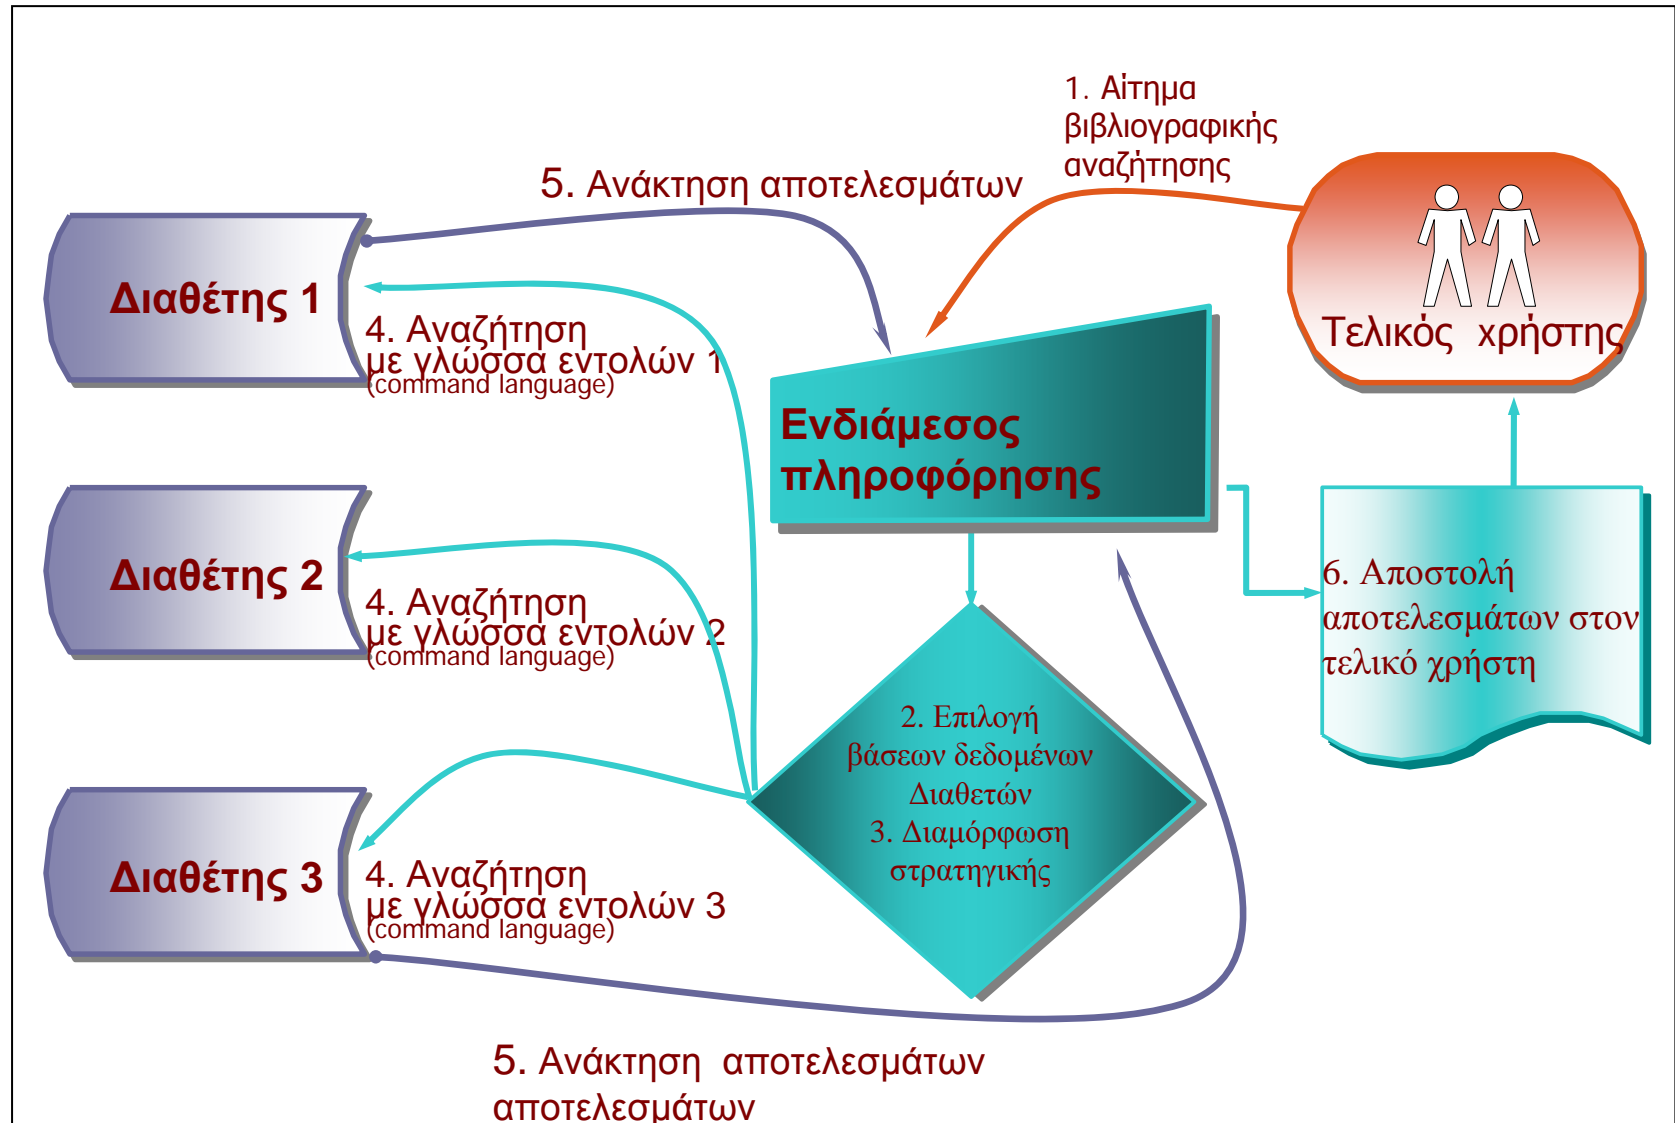 1. Αίτημα
βιβλιογραφικής
αναζήτησης
5. Ανάκτηση αποτελεσμάτων
Τελικός χρήστης
Διαθέτης 1
4. Αναζήτηση
με γλώσσα εντολών 1
(command language)
Ενδιάμεσος
πληροφόρησης
Διαθέτης 2
4. Αναζήτηση
με γλώσσα εντολών 2
(command language)
6. Αποστολή
αποτελεσμάτων στον
τελικό χρήστη
2. Επιλογή
βάσεων δεδομένων
Διαθετών
3. Διαμόρφωση
στρατηγικής
Διαθέτης 3
4. Αναζήτηση
με γλώσσα εντολών 3
(command language)
5. Ανάκτηση αποτελεσμάτων
αποτελεσμάτων